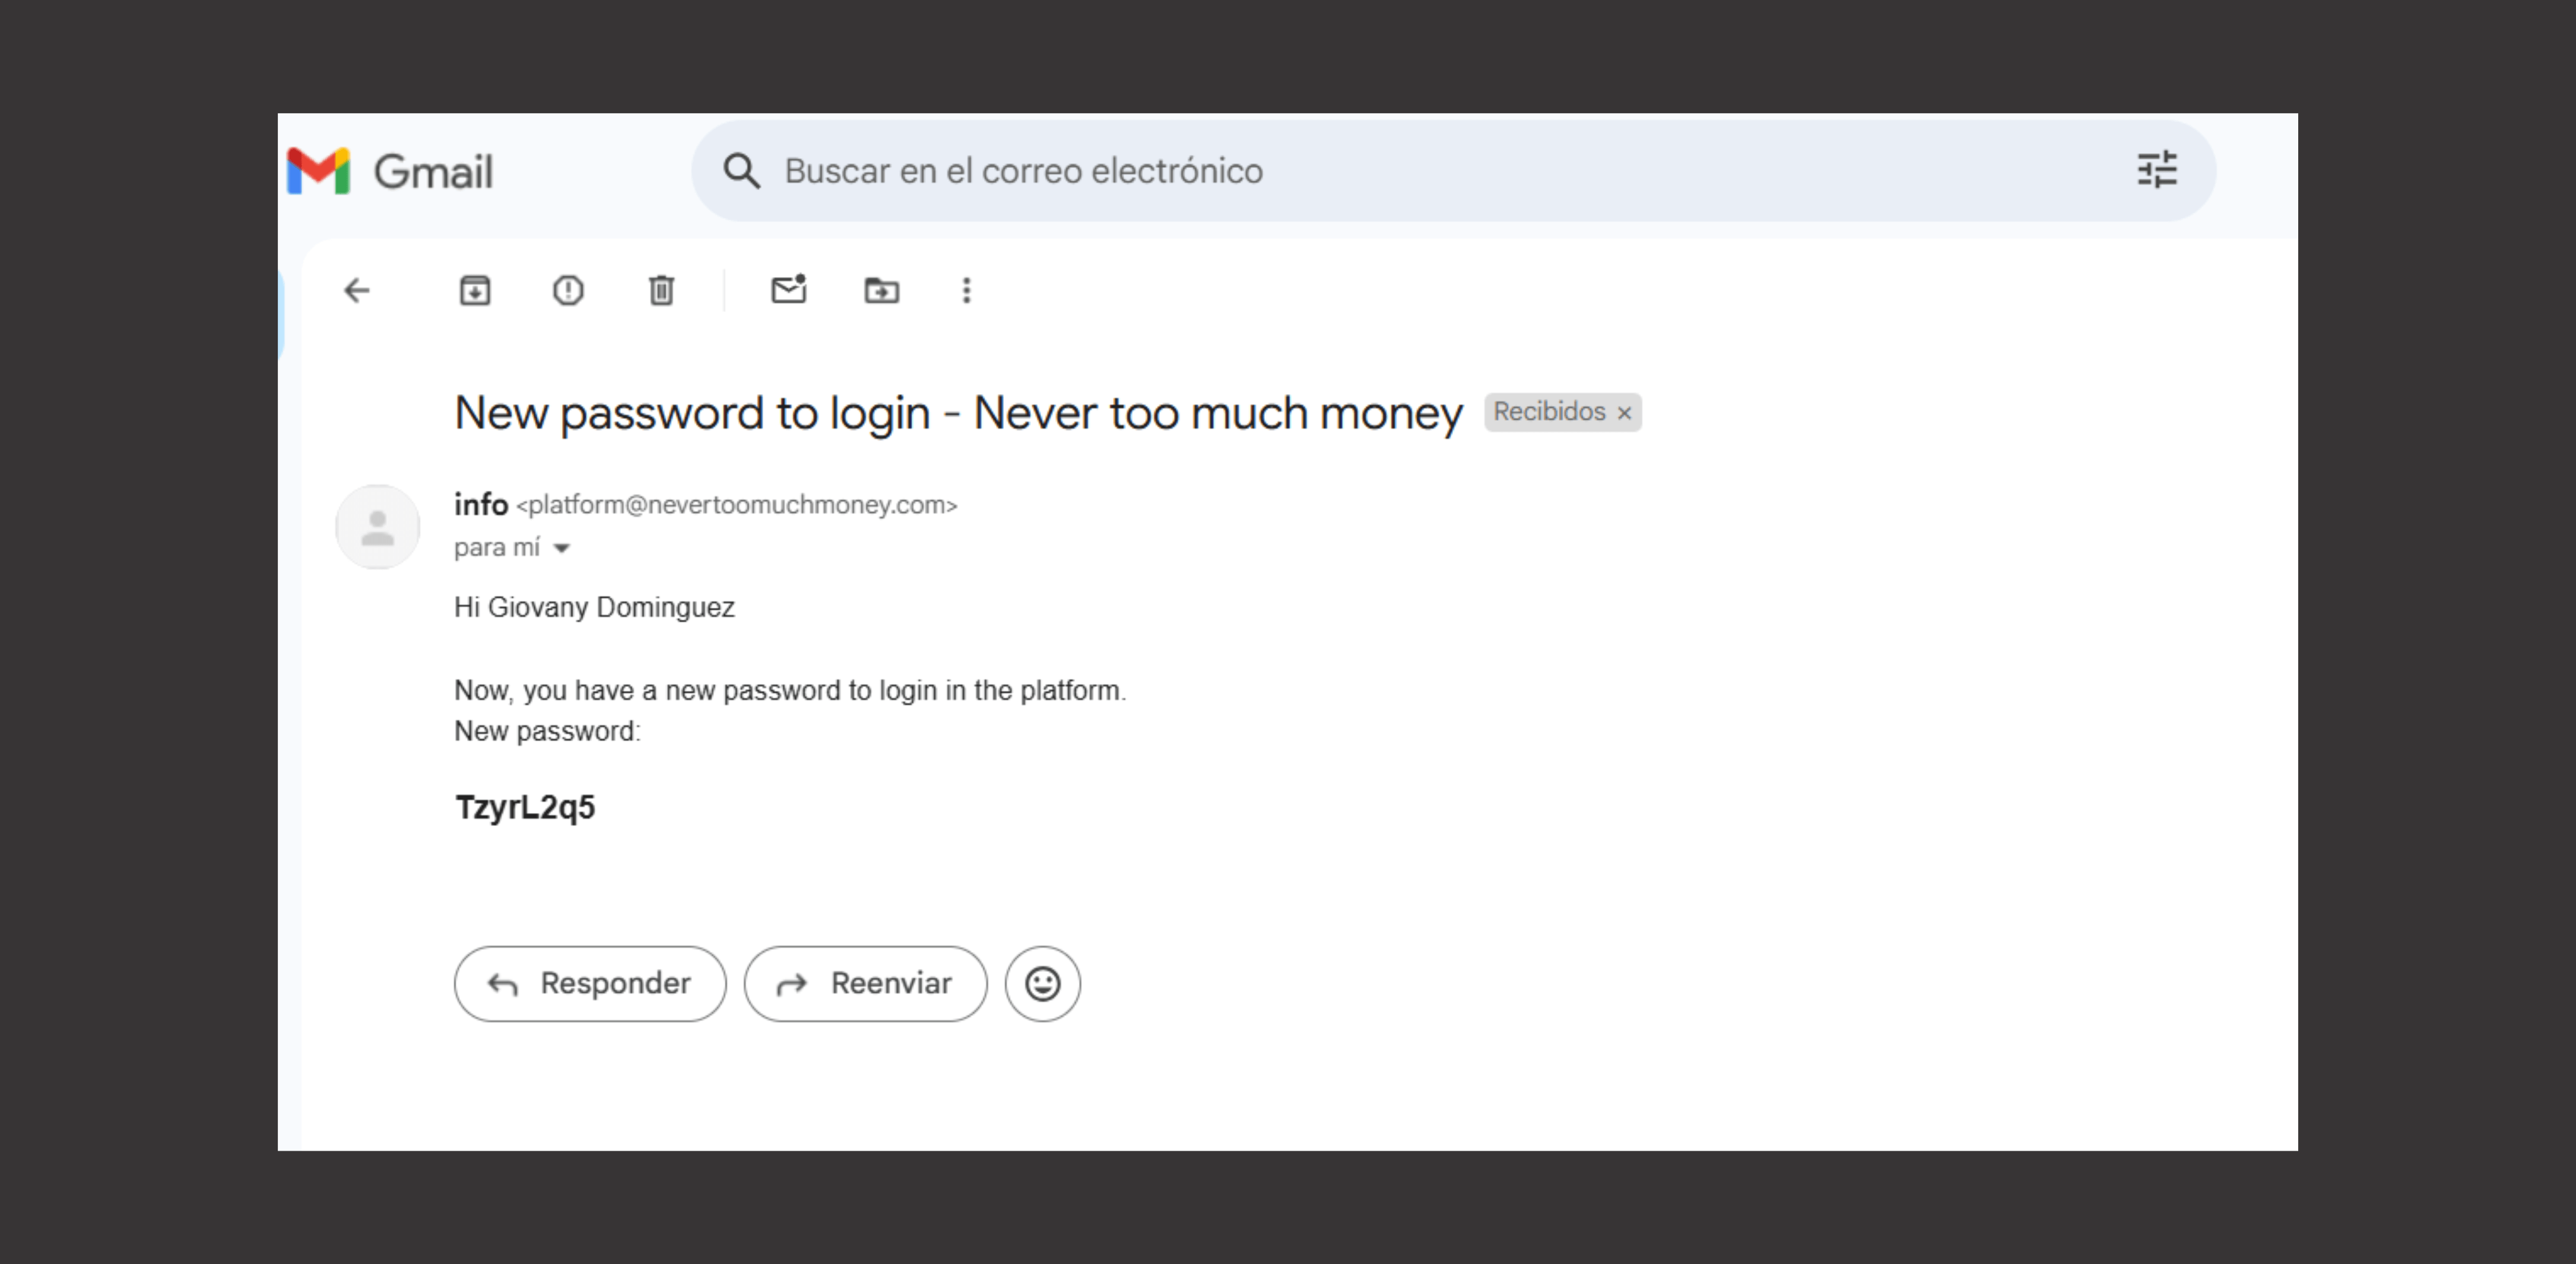 Gmail
Buscar en el correo electrónico
New password to login - Never too much money
Recibidos ×
info <platform@nevertoomuchmoney.com>
para mí
Hi Giovany Dominguez
Now, you have a new password to login in the platform.
New password:
TzyrL2q5
Responder
Reenviar